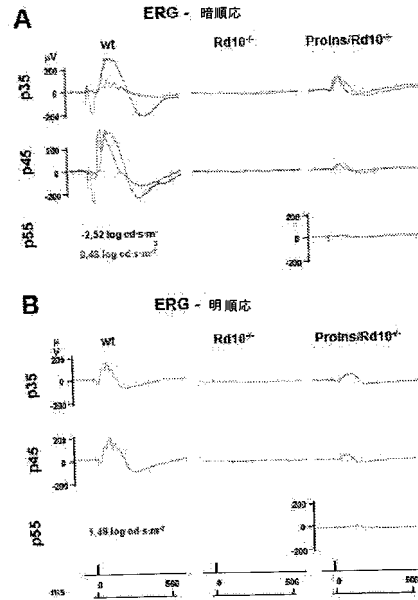 A
ERG - 暗順応
wt
Rd10-/-
ProIns/Rd10-/-
µV
p35
200
0
-200
p45
200
0
-200
p55
-2,52 log cd·s·m-2
0,48 log cd·s·m-2
200
0
-200
B
ERG - 明順応
wt
Rd10-/-
ProIns/Rd10-/-
µV
p35
200
0
-200
p45
200
0
-200
p55
1,48 log cd·s·m-2
200
0
-200
ms
0
500
0
500
0
500